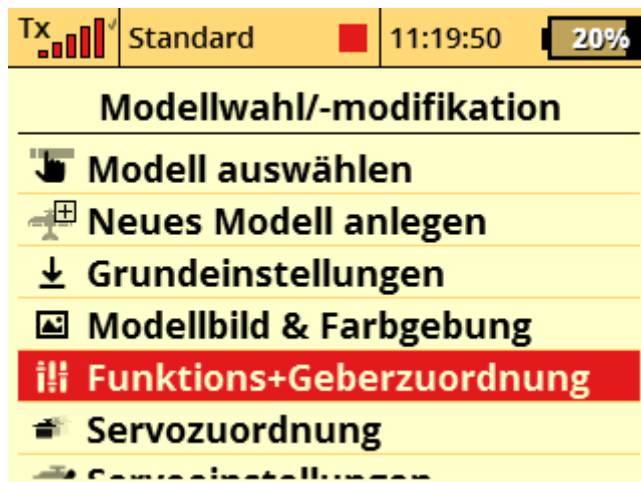 Tx Standard 11:19:50 20%
Modellwahl/-modifikation
Modell auswählen
Neues Modell anlegen
Grundeinstellungen
Modellbild & Farbgebung
Funktions+Geberzuordnung
Servozuordnung
Servoeinstellungen